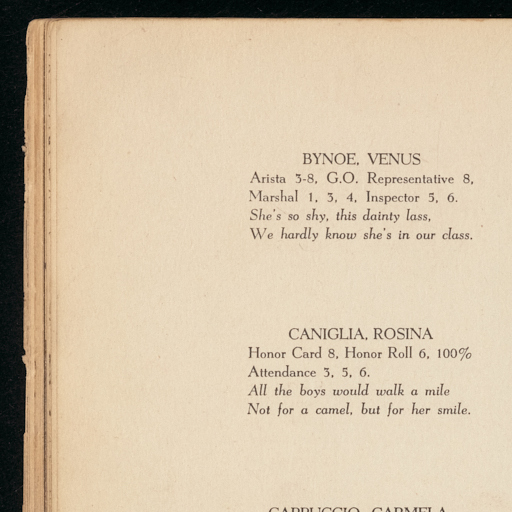 BYNOE, VENUS
Arista 3-8, G.O. Representative 8,
Marshal 1, 3, 4, Inspector 5, 6.
She's so shy, this dainty lass,
We hardly know she's in our class.
CANIGLIA, ROSINA
Honor Card 8, Honor Roll 6, 100%
Attendance 3, 5, 6.
All the boys would walk a mile
Not for a camel, but for her smile.
CAPPUCCIO, CARMELA